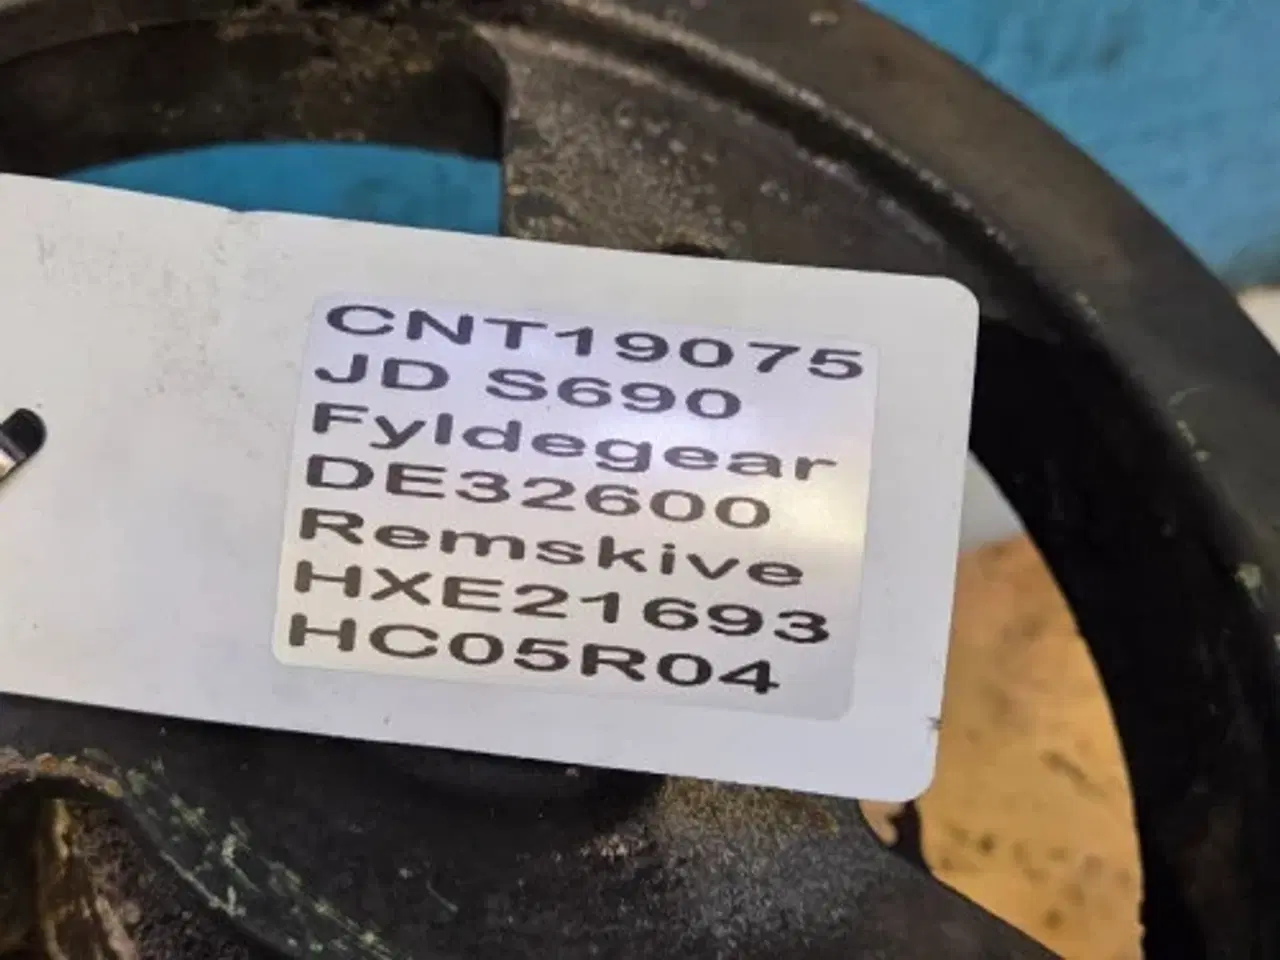 CNT19075
JD S690
Fyldegear
DE32600
Remskive
HXE21693
HC05R04